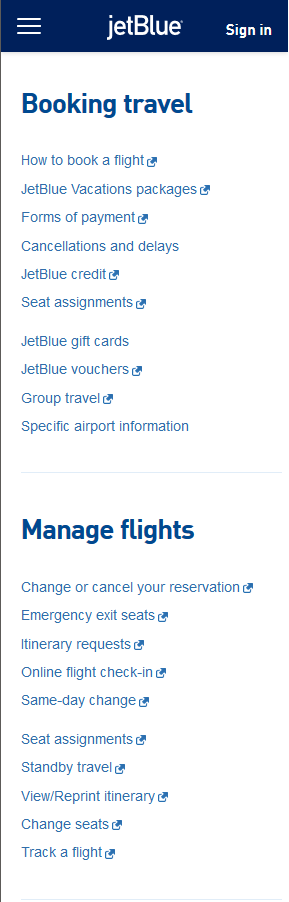 jetBlue
Sign in
Booking travel
How to book a flight
JetBlue Vacations packages
Forms of payment
Cancellations and delays
JetBlue credit
Seat assignments
JetBlue gift cards
JetBlue vouchers
Group travel
Specific airport information
Manage flights
Change or cancel your reservation
Emergency exit seats
Itinerary requests
Online flight check-in
Same-day change
Seat assignments
Standby travel
View/Reprint itinerary
Change seats
Track a flight